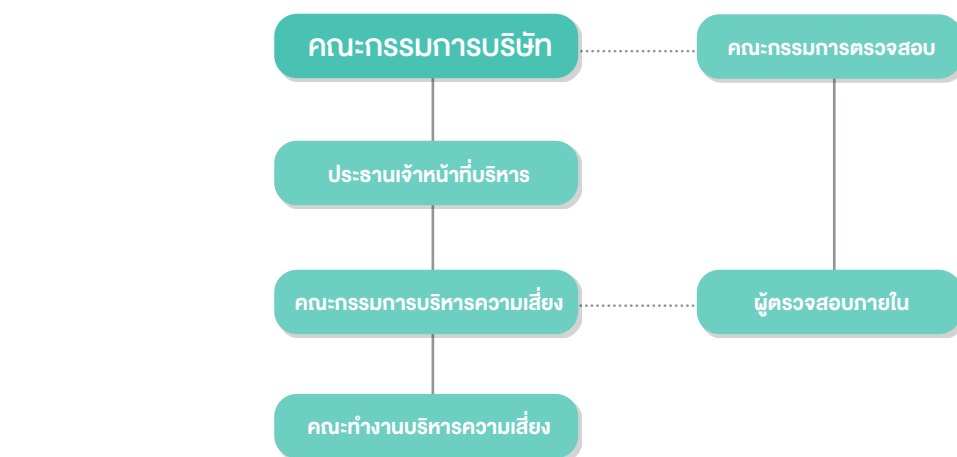 คณะกรรมการบริษัท
คณะกรรมการตรวจสอบ
ประธานเจ้าหน้าที่บริหาร
คณะกรรมการบริหารความเสี่ยง
ผู้ตรวจสอบภายใน
คณะทำงานบริหารความเสี่ยง